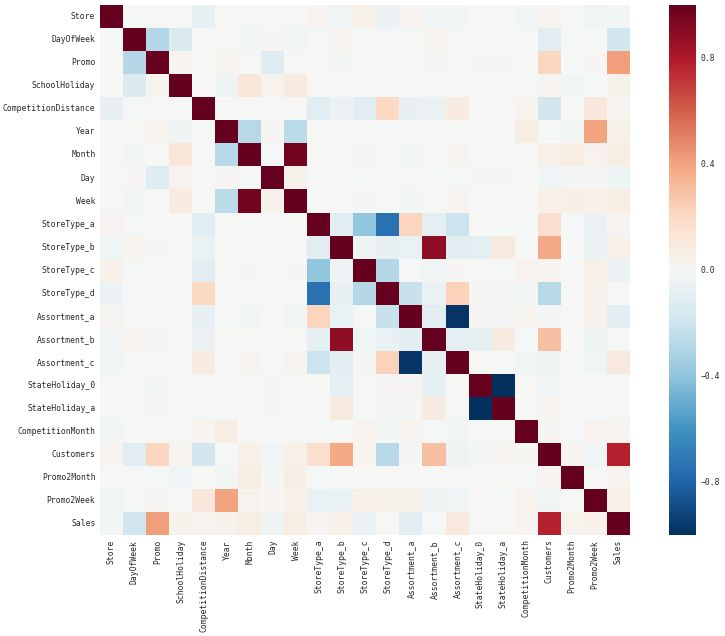 Store
DayOfWeek
Promo
SchoolHoliday
CompetitionDistance
Year
Month
Day
Week
StoreType_a
StoreType_b
StoreType_c
StoreType_d
Assortment_a
Assortment_b
Assortment_c
StateHoliday_0
StateHoliday_a
CompetitionMonth
Customers
Promo2Month
Promo2Week
Sales
Store
DayOfWeek
Promo
SchoolHoliday
CompetitionDistance
Year
Month
Day
Week
StoreType_a
StoreType_b
StoreType_c
StoreType_d
Assortment_a
Assortment_b
Assortment_c
StateHoliday_0
StateHoliday_a
CompetitionMonth
Customers
Promo2Month
Promo2Week
Sales
0.8
0.4
0.0
−0.4
−0.8